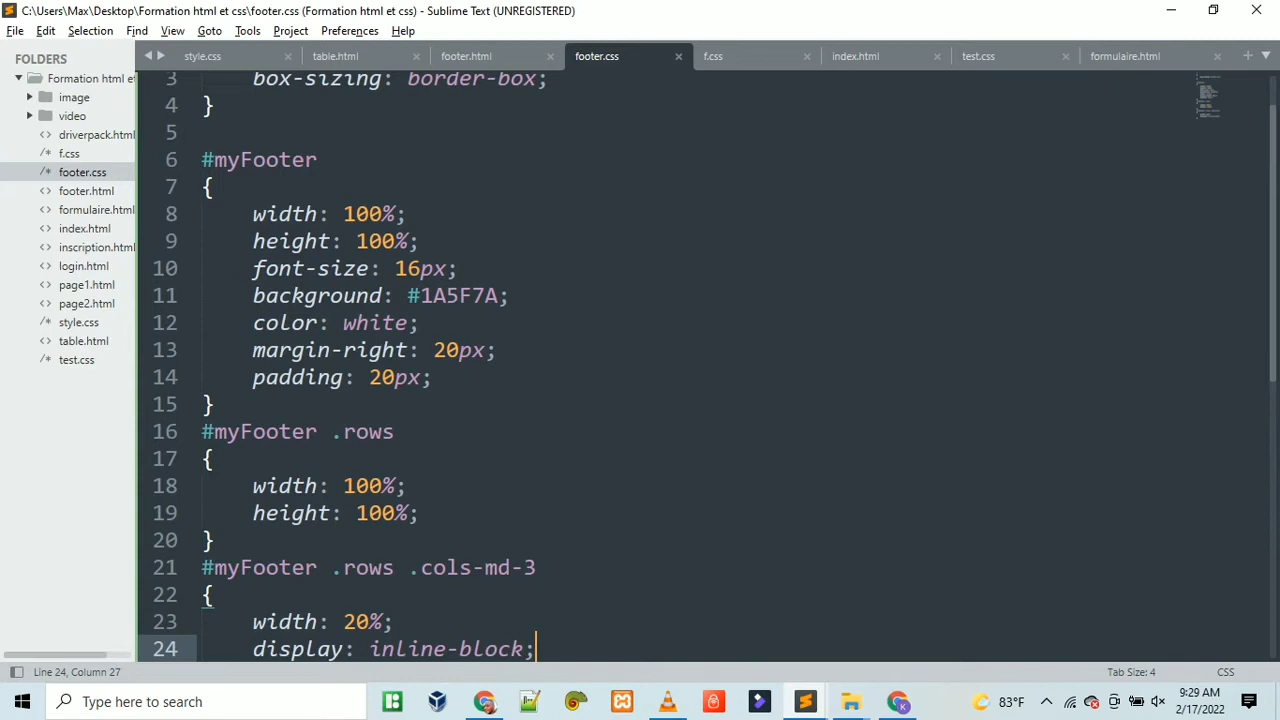 C:\Users\Max\Desktop\Formation html et css\footer.css (Formation html et css) - Sublime Text (UNREGISTERED)
File Edit Selection Find View Goto Tools Project Preferences Help
FOLDERS
Formation html et
image
video
driverpack.html
f.css
footer.css
footer.html
formulaire.html
index.html
inscription.html
login.html
page1.html
page2.html
style.css
table.html
test.css
style.css table.html footer.html footer.css f.css index.html test.css formulaire.html
3 box-sizing: border-box;
4 }
5
6 #myFooter
7 {
8 width: 100%;
9 height: 100%;
10 font-size: 16px;
11 background: #1A5F7A;
12 color: white;
13 margin-right: 20px;
14 padding: 20px;
15 }
16 #myFooter .rows
17 {
18 width: 100%;
19 height: 100%;
20 }
21 #myFooter .rows .cols-md-3
22 {
23 width: 20%;
24 display: inline-block;
Line 24, Column 27 Tab Size: 4 CSS
Type here to search 83°F 9:29 AM
2/17/2022